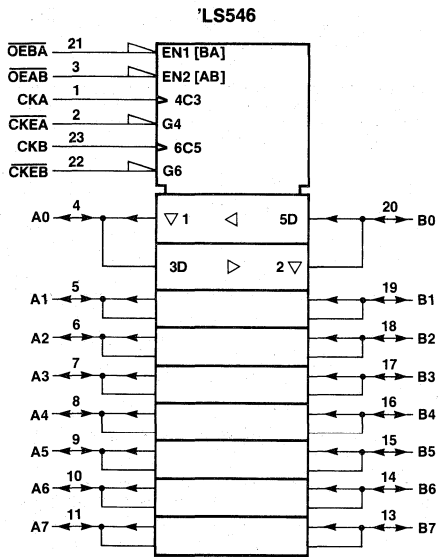 'LS546
OEBA 21 EN1 [BA]
OEAB 3 EN2 [AB]
CKA 1 4C3
CKEA 2 G4
CKB 23 6C5
CKEB 22 G6
A0 4 ▽ 1 ◁ 5D 20 B0
3D ▷ 2 ▽
A1 5 19 B1
A2 6 18 B2
A3 7 17 B3
A4 8 16 B4
A5 9 15 B5
A6 10 14 B6
A7 11 13 B7